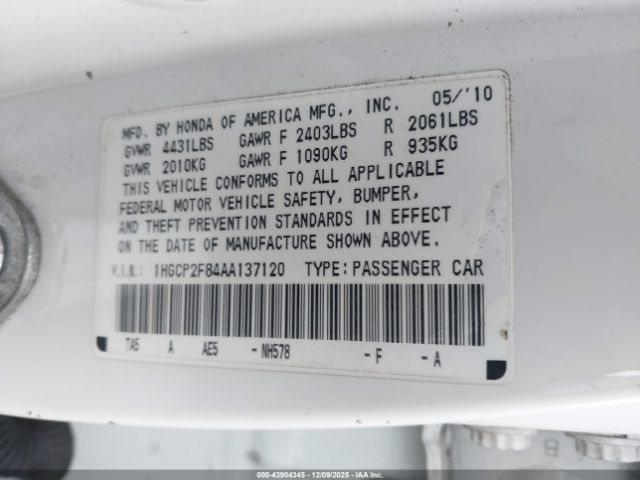 MFD. BY HONDA OF AMERICA MFG., INC. 05/'10
GVWR 4431LBS GAWR F 2403LBS R 2061LBS
GVWR 2010KG GAWR F 1090KG R 935KG
THIS VEHICLE CONFORMS TO ALL APPLICABLE
FEDERAL MOTOR VEHICLE SAFETY, BUMPER,
AND THEFT PREVENTION STANDARDS IN EFFECT
ON THE DATE OF MANUFACTURE SHOWN ABOVE.
V.I.N.: 1HGCP2F84AA137120 TYPE: PASSENGER CAR
TA5 A AE5 - NH578 - F - A
B
© 2000-43904345 12/09/2025 IAA